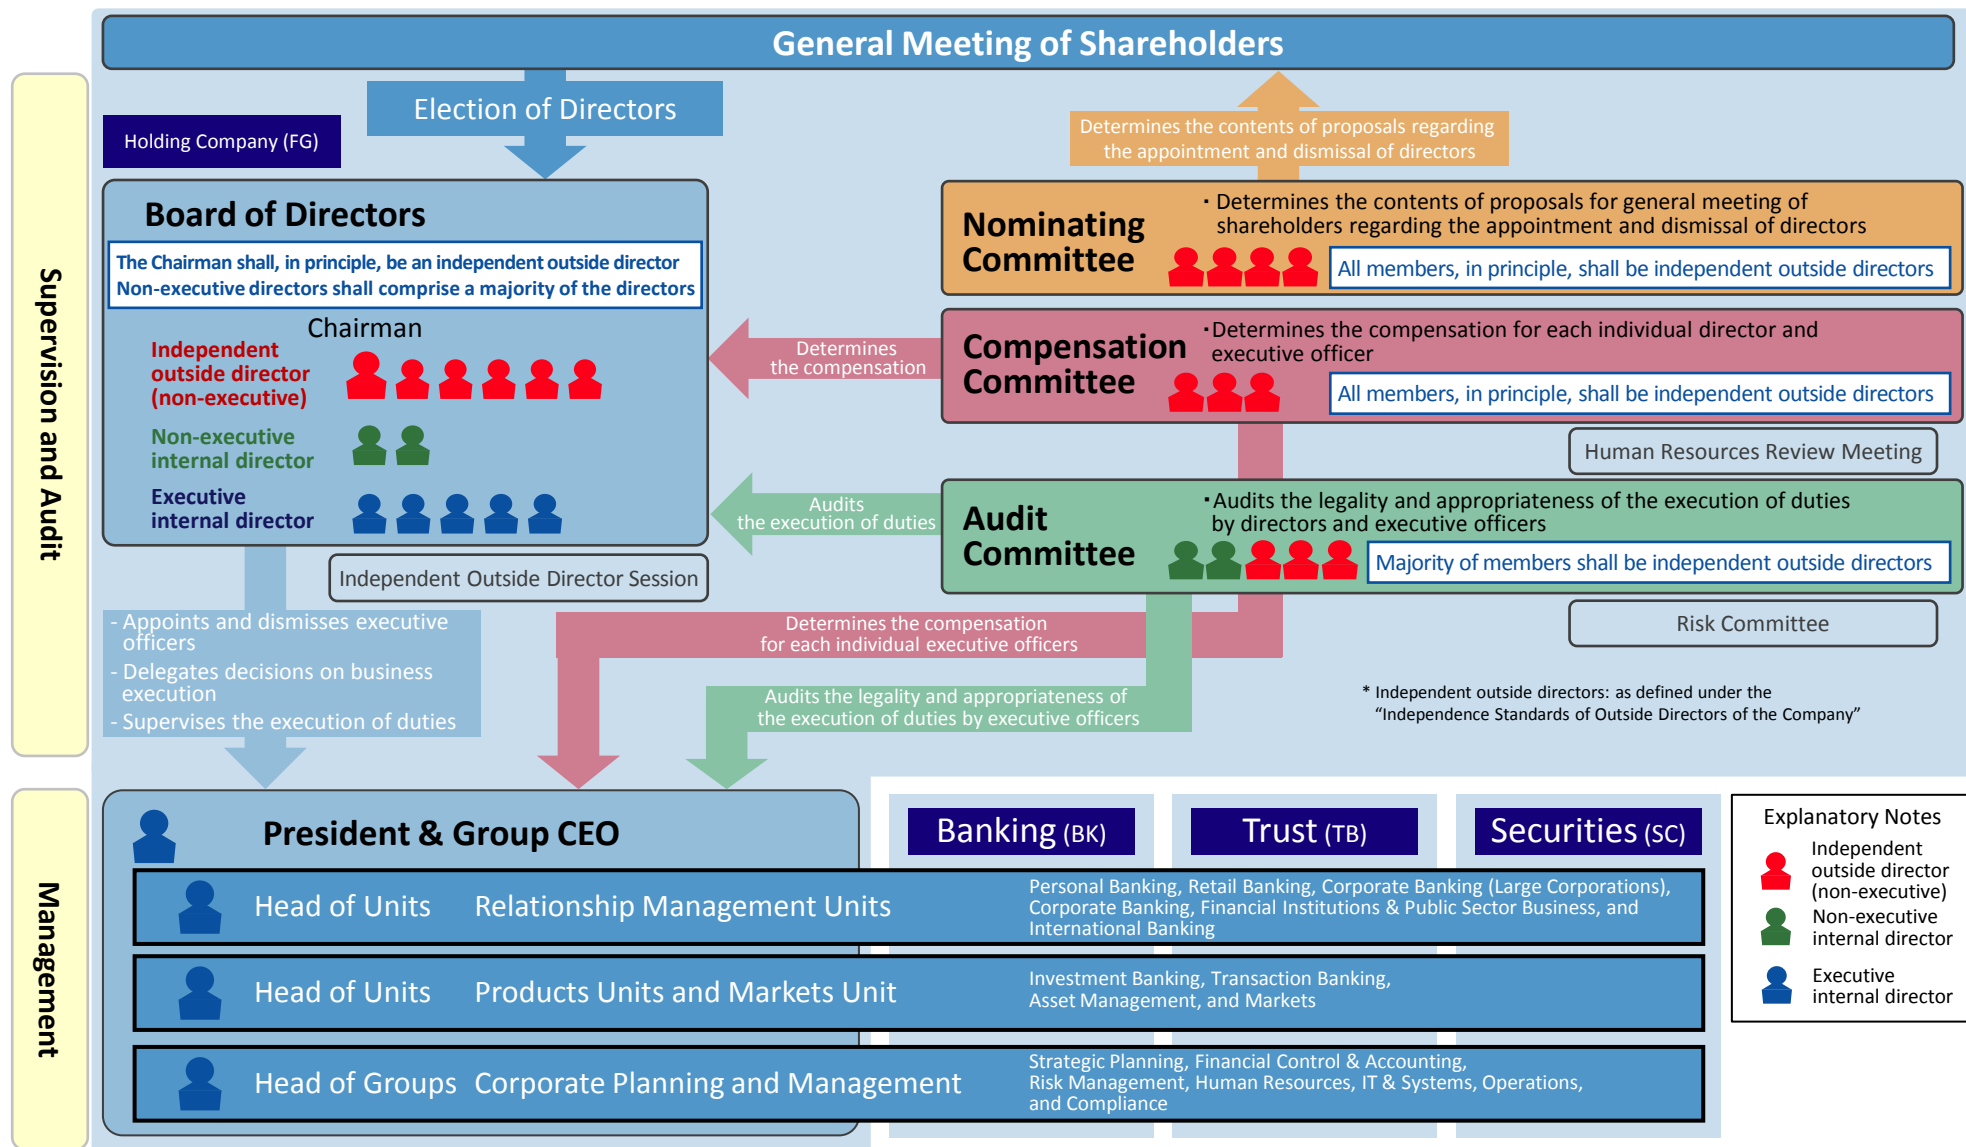 General Meeting of Shareholders
Supervision and Audit
Election of Directors
Holding Company (FG)
Determines the contents of proposals regarding
the appointment and dismissal of directors
Board of Directors
The Chairman shall, in principle, be an independent outside director
Non-executive directors shall comprise a majority of the directors
Chairman
Independent
outside director
(non-executive)
Non-executive
internal director
Executive
internal director
Independent Outside Director Session
Nominating
Committee
・Determines the contents of proposals for general meeting of
shareholders regarding the appointment and dismissal of directors
All members, in principle, shall be independent outside directors
Determines
the compensation
Compensation
Committee
・Determines the compensation for each individual director and
executive officer
All members, in principle, shall be independent outside directors
Human Resources Review Meeting
Audits
the execution of duties
Audit
Committee
・Audits the legality and appropriateness of the execution of duties
by directors and executive officers
Majority of members shall be independent outside directors
Risk Committee
- Appoints and dismisses executive
officers
- Delegates decisions on business
execution
- Supervises the execution of duties
Determines the compensation
for each individual executive officers
Audits the legality and appropriateness of
the execution of duties by executive officers
* Independent outside directors: as defined under the
“Independence Standards of Outside Directors of the Company”
Management
President & Group CEO
Banking (BK)
Trust (TB)
Securities (SC)
Head of Units
Relationship Management Units
Personal Banking, Retail Banking, Corporate Banking (Large Corporations),
Corporate Banking, Financial Institutions & Public Sector Business, and
International Banking
Head of Units
Products Units and Markets Unit
Investment Banking, Transaction Banking,
Asset Management, and Markets
Head of Groups
Corporate Planning and Management
Strategic Planning, Financial Control & Accounting,
Risk Management, Human Resources, IT & Systems, Operations,
and Compliance
Explanatory Notes
Independent
outside director
(non-executive)
Non-executive
internal director
Executive
internal director